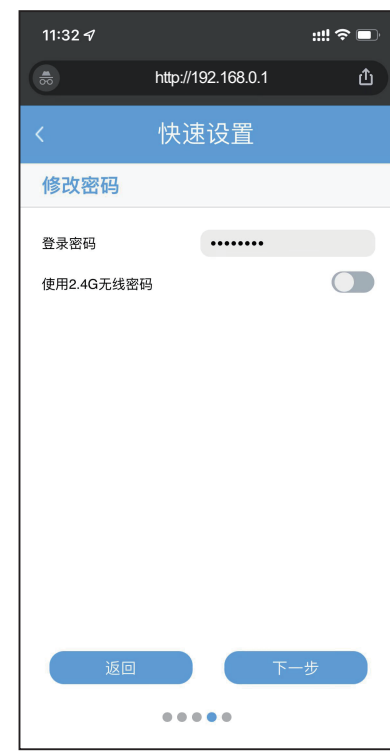 11:32
http://192.168.0.1
快速设置
修改密码
登录密码 ••••••••
使用2.4G无线密码
返回 下一步